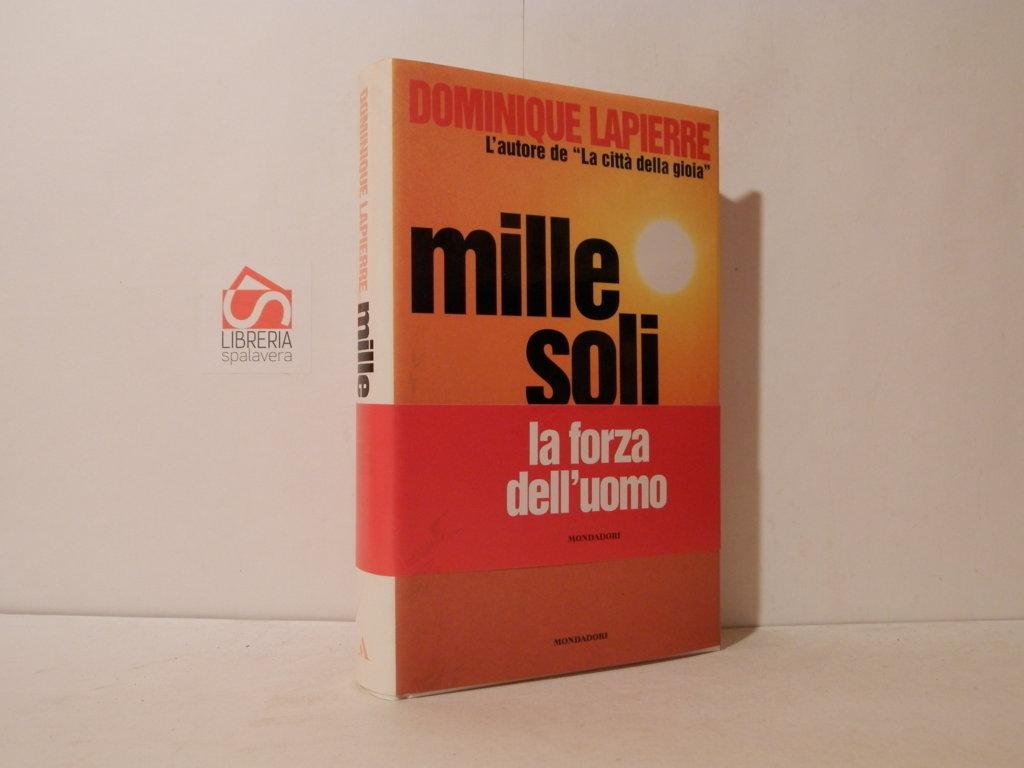 DOMINIQUE LAPIERRE
L'autore de "La città della gioia"
mille
soli
la forza
dell'uomo
MONDADORI
MONDADORI
DOMINIQUE LAPIERRE mille
LIBRERIA
spalavera